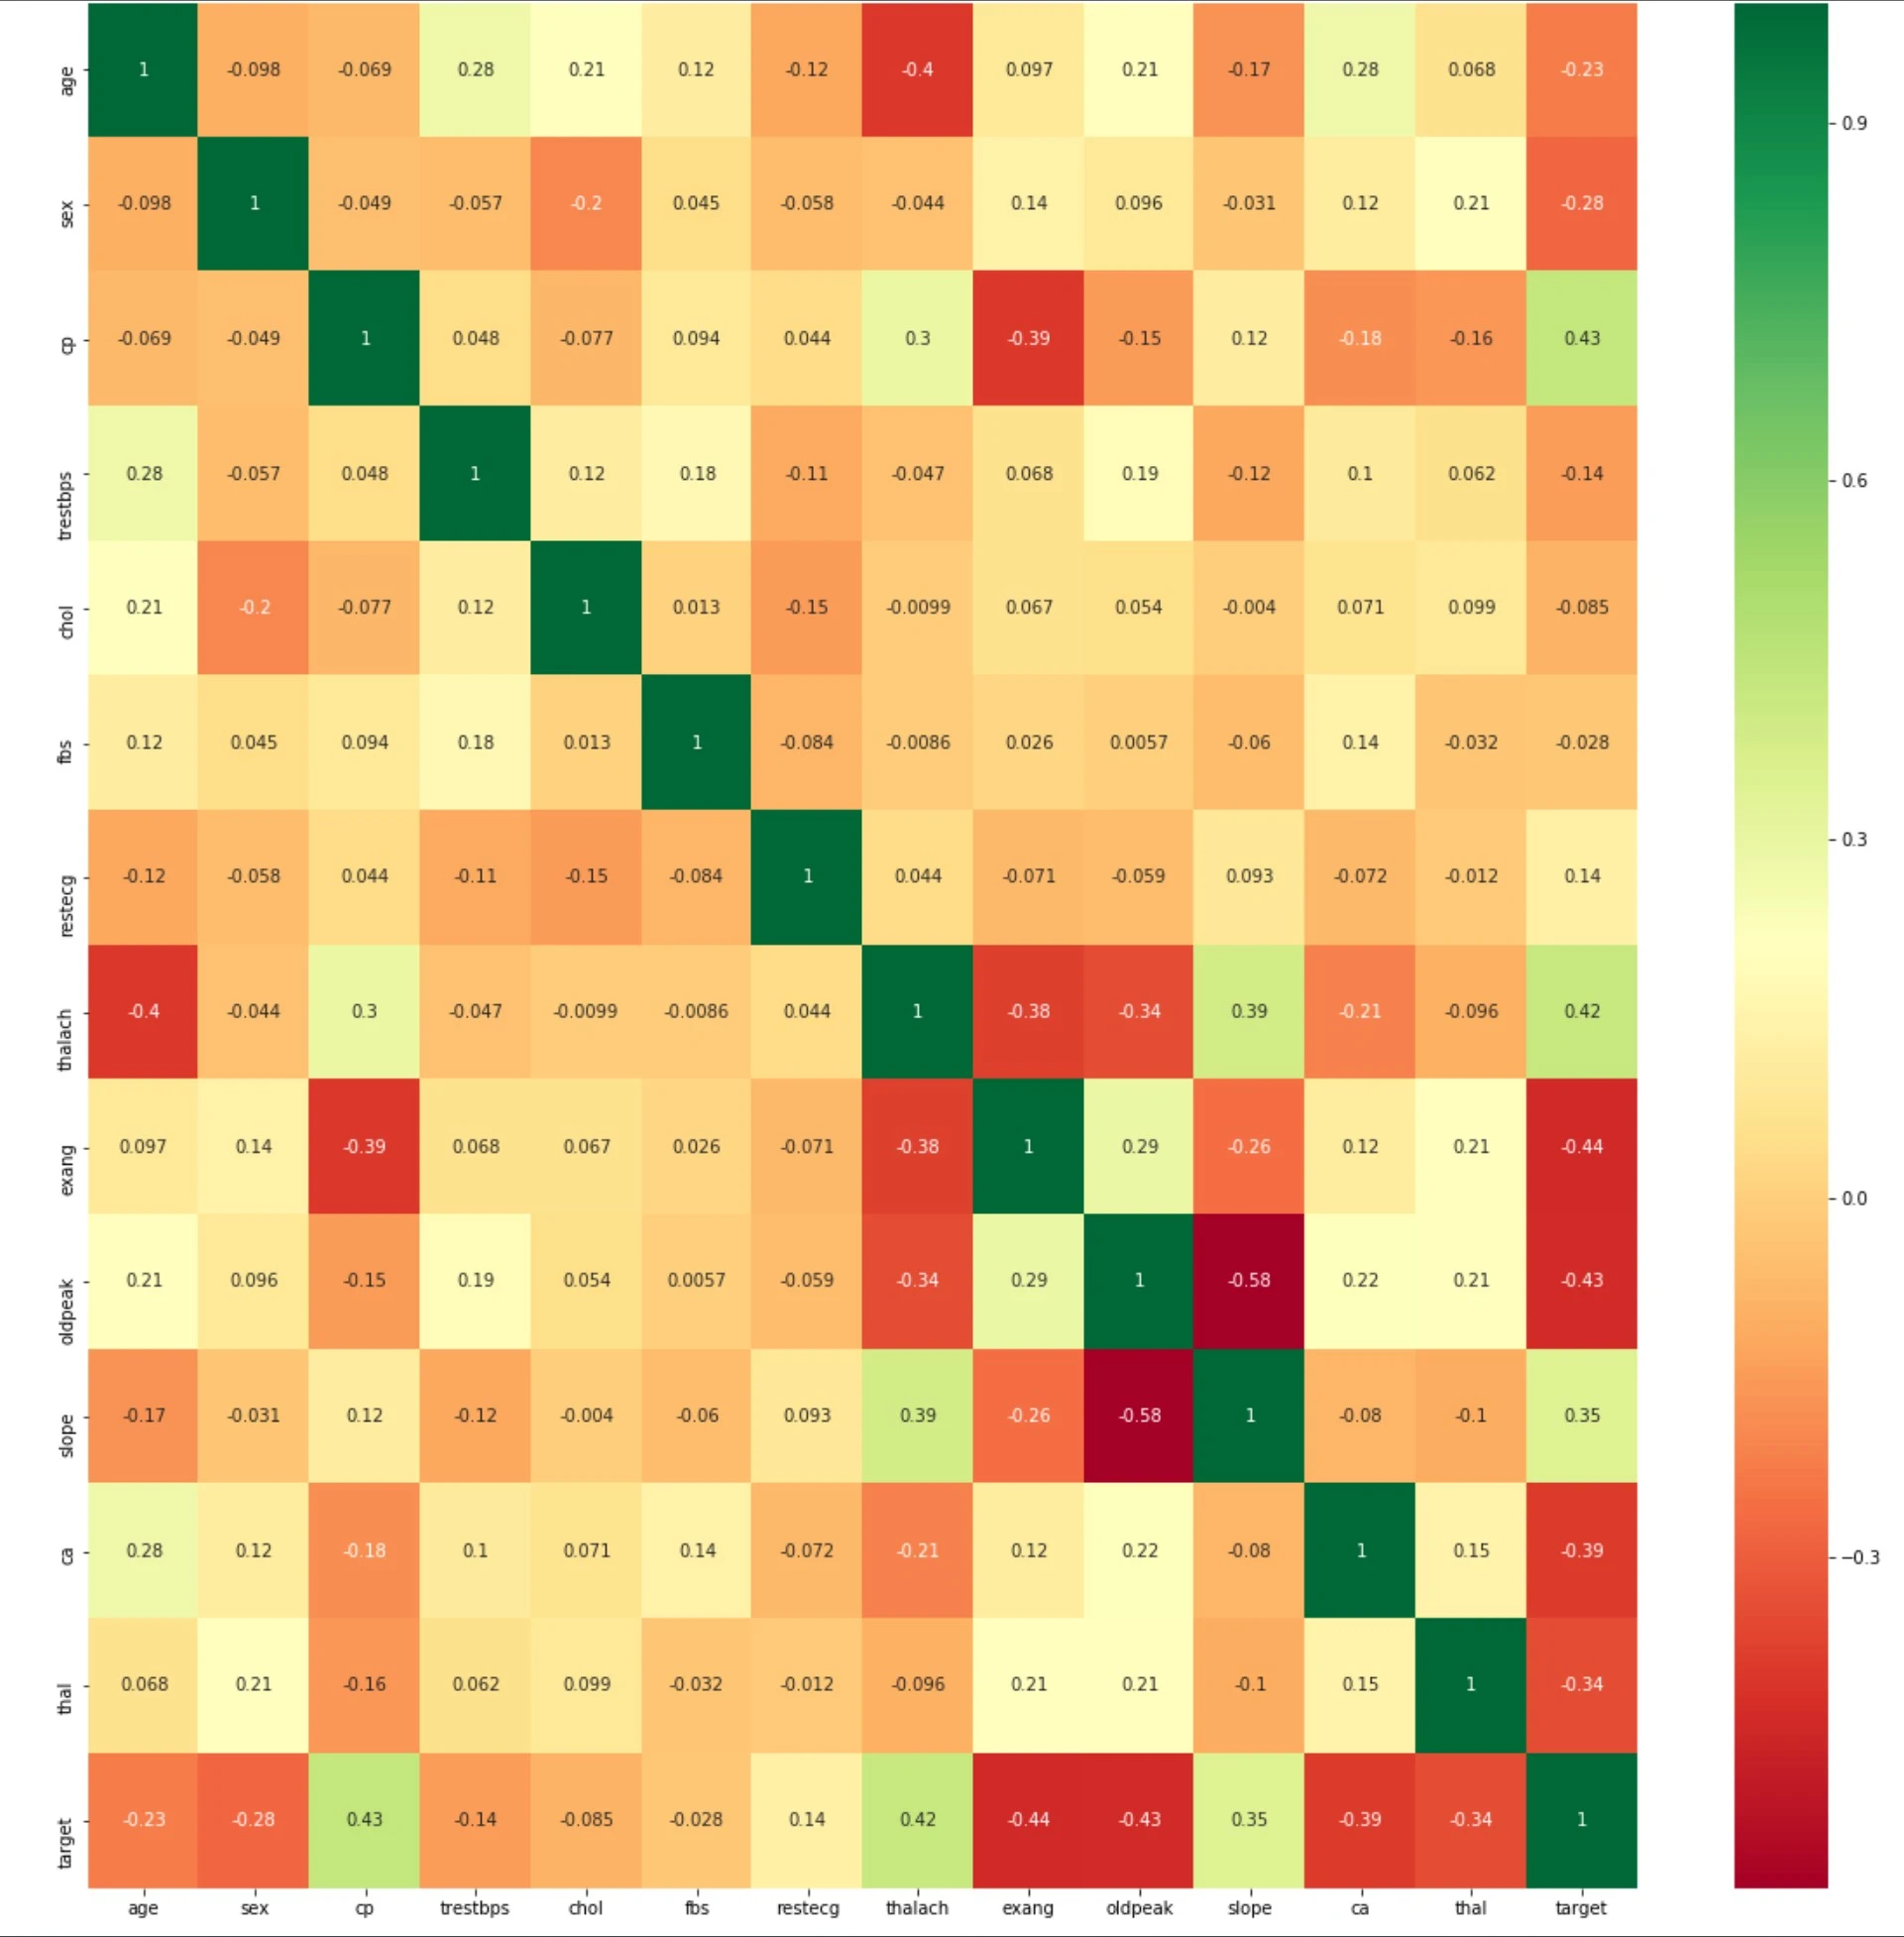 age 1 -0.098 -0.069 0.28 0.21 0.12 -0.12 -0.4 0.097 0.21 -0.17 0.28 0.068 -0.23
sex -0.098 1 -0.049 -0.057 -0.2 0.045 -0.058 -0.044 0.14 0.096 -0.031 0.12 0.21 -0.28
cp -0.069 -0.049 1 0.048 -0.077 0.094 0.044 0.3 -0.39 -0.15 0.12 -0.18 -0.16 0.43
trestbps 0.28 -0.057 0.048 1 0.12 0.18 -0.11 -0.047 0.068 0.19 -0.12 0.1 0.062 -0.14
chol 0.21 -0.2 -0.077 0.12 1 0.013 -0.15 -0.0099 0.067 0.054 -0.004 0.071 0.099 -0.085
fbs 0.12 0.045 0.094 0.18 0.013 1 -0.084 -0.0086 0.026 0.0057 -0.06 0.14 -0.032 -0.028
restecg -0.12 -0.058 0.044 -0.11 -0.15 -0.084 1 0.044 -0.071 -0.059 0.093 -0.072 -0.012 0.14
thalach -0.4 -0.044 0.3 -0.047 -0.0099 -0.0086 0.044 1 -0.38 -0.34 0.39 -0.21 -0.096 0.42
exang 0.097 0.14 -0.39 0.068 0.067 0.026 -0.071 -0.38 1 0.29 -0.26 0.12 0.21 -0.44
oldpeak 0.21 0.096 -0.15 0.19 0.054 0.0057 -0.059 -0.34 0.29 1 -0.58 0.22 0.21 -0.43
slope -0.17 -0.031 0.12 -0.12 -0.004 -0.06 0.093 0.39 -0.26 -0.58 1 -0.08 -0.1 0.35
ca 0.28 0.12 -0.18 0.1 0.071 0.14 -0.072 -0.21 0.12 0.22 -0.08 1 0.15 -0.39
thal 0.068 0.21 -0.16 0.062 0.099 -0.032 -0.012 -0.096 0.21 0.21 -0.1 0.15 1 -0.34
target -0.23 -0.28 0.43 -0.14 -0.085 -0.028 0.14 0.42 -0.44 -0.43 0.35 -0.39 -0.34 1
age sex cp trestbps chol fbs restecg thalach exang oldpeak slope ca thal target
0.9
0.6
0.3
0.0
−0.3